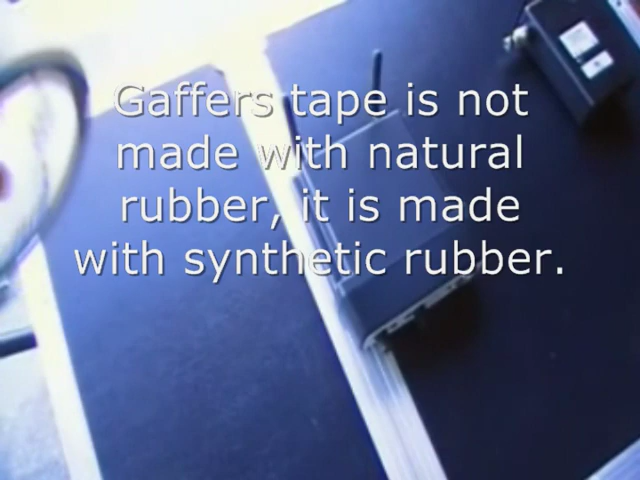 Gaffers tape is not
made with natural
rubber, it is made
with synthetic rubber.